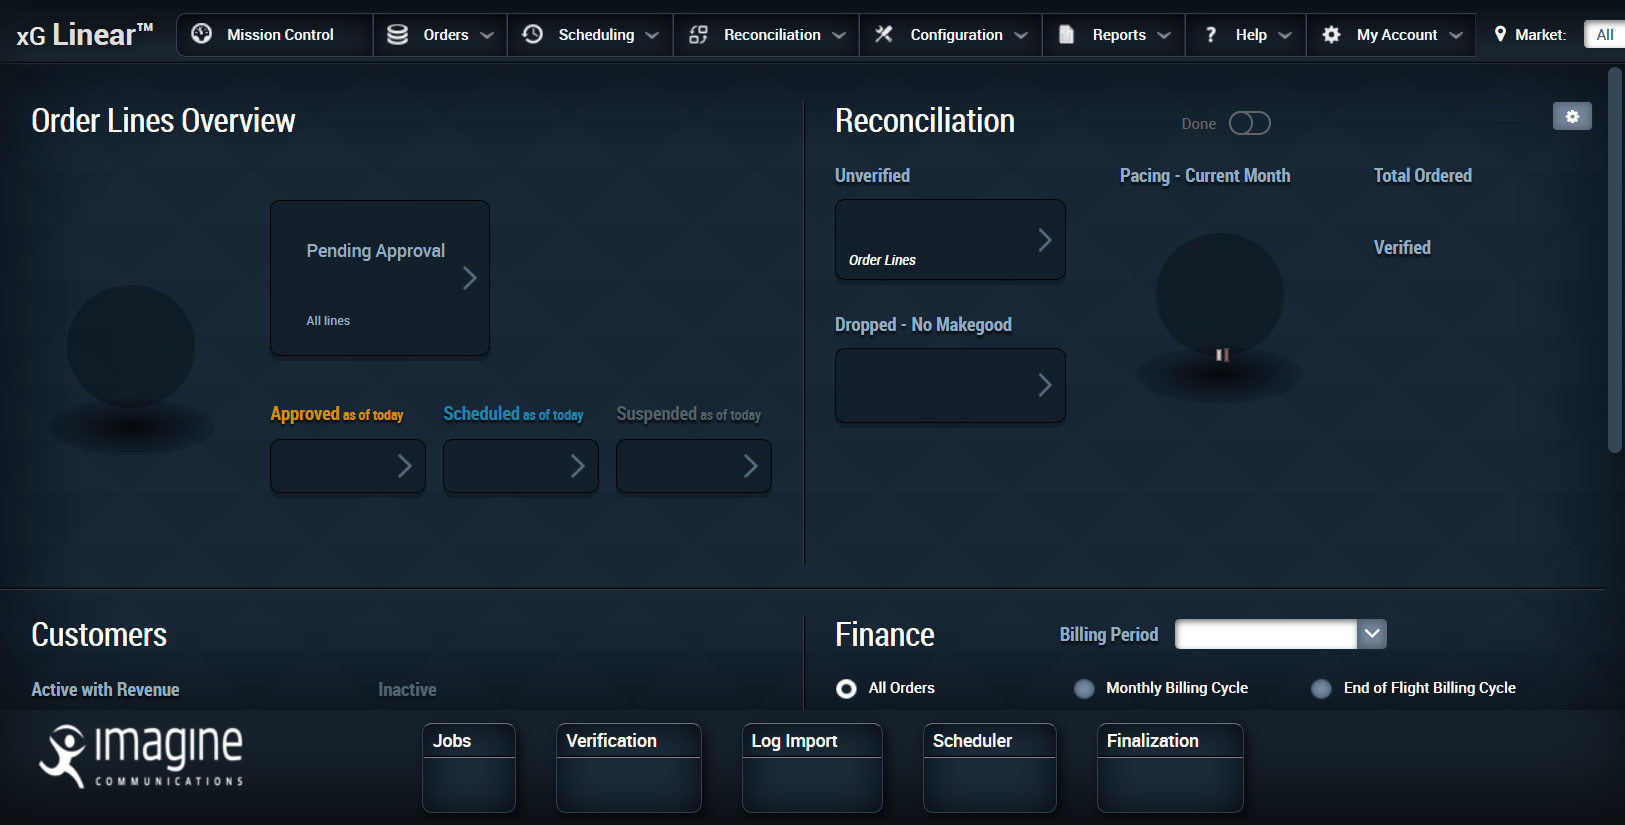 xG Linear™
Mission Control
Orders
Scheduling
Reconciliation
Configuration
Reports
Help
My Account
Market:
All
Order Lines Overview
Pending Approval
All lines
Approved as of today
Scheduled as of today
Suspended as of today
Reconciliation
Done
Unverified
Order Lines
Dropped - No Makegood
Pacing - Current Month
Total Ordered
Verified
Customers
Active with Revenue
Inactive
Finance
Billing Period
All Orders
Monthly Billing Cycle
End of Flight Billing Cycle
imagine
COMMUNICATIONS
Jobs
Verification
Log Import
Scheduler
Finalization